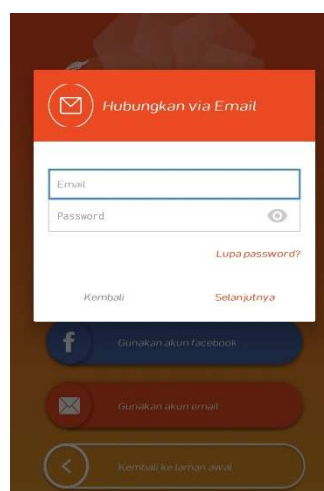 Hubungkan via Email
Email
Password
Lupa password?
Kembali
Selanjutnya
Gunakan akun facebook
Gunakan akun email
Kembali ke laman awal